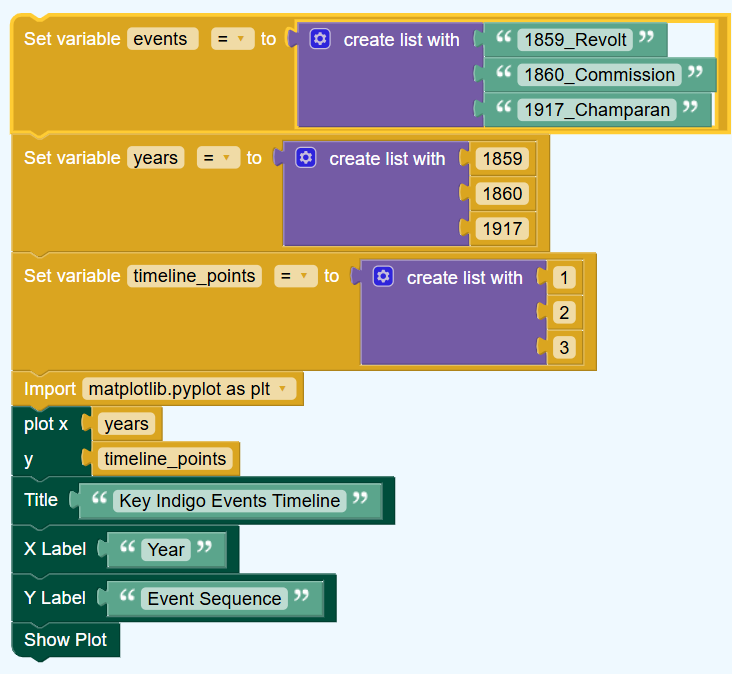 Set variable events = to create list with “ 1859_Revolt ”
“ 1860_Commission ”
“ 1917_Champaran ”
Set variable years = to create list with 1859
1860
1917
Set variable timeline_points = to create list with 1
2
3
Import matplotlib.pyplot as plt
plot x years
y timeline_points
Title “ Key Indigo Events Timeline ”
X Label “ Year ”
Y Label “ Event Sequence ”
Show Plot